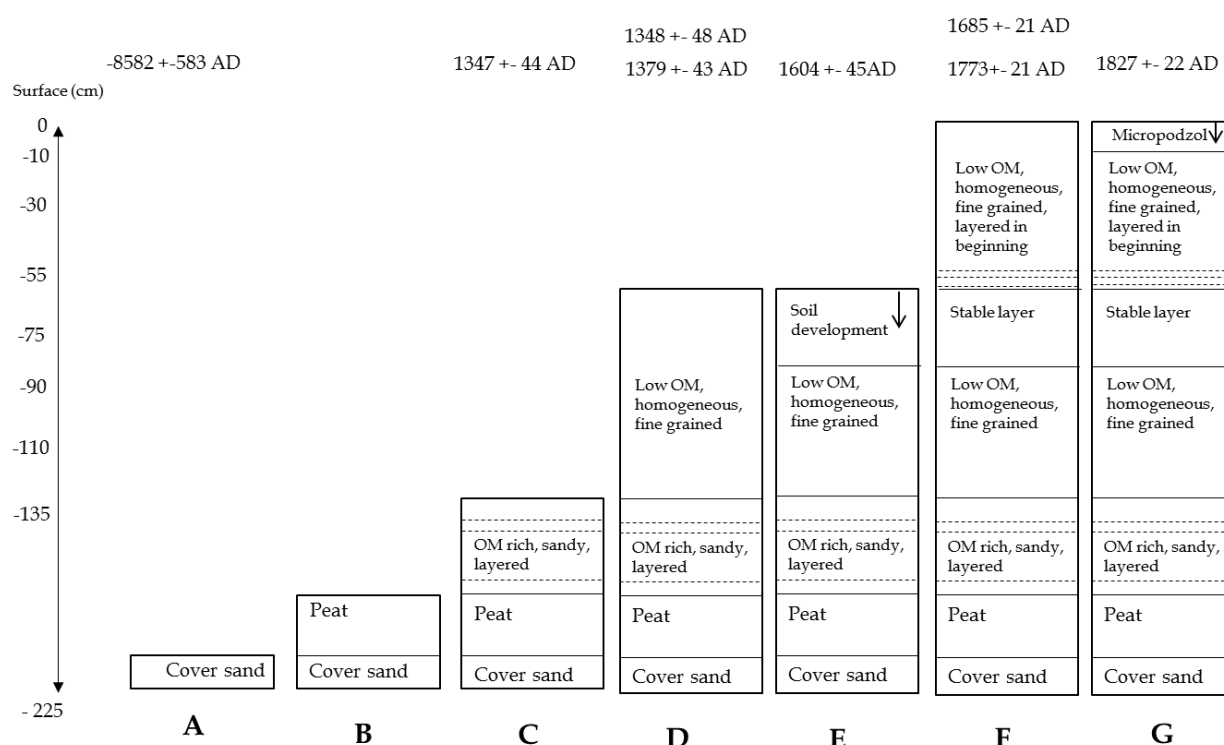 1348 +- 48 AD
1685 +- 21 AD
-8582 +-583 AD
1347 +- 44 AD
1379 +- 43 AD
1604 +- 45AD
1773+- 21 AD
1827 +- 22 AD
Surface (cm)
0
-10
-30
-55
-75
-90
-110
-135
- 225
Cover sand
A
Peat
Cover sand
B
OM rich, sandy,
layered
Peat
Cover sand
C
Low OM,
homogeneous,
fine grained
OM rich, sandy,
layered
Peat
Cover sand
D
Soil
development
Low OM,
homogeneous,
fine grained
OM rich, sandy,
layered
Peat
Cover sand
E
Low OM,
homogeneous,
fine grained,
layered in
beginning
Stable layer
Low OM,
homogeneous,
fine grained
OM rich, sandy,
layered
Peat
Cover sand
F
Micropodzol
Low OM,
homogeneous,
fine grained,
layered in
beginning
Stable layer
Low OM,
homogeneous,
fine grained
OM rich, sandy,
layered
Peat
Cover sand
G